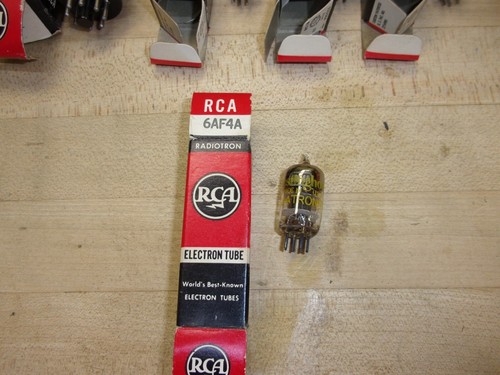 RCA
6AF4A
RADIOTRON
RCA
ELECTRON TUBE
World's Best-Known
ELECTRON TUBES
RCA